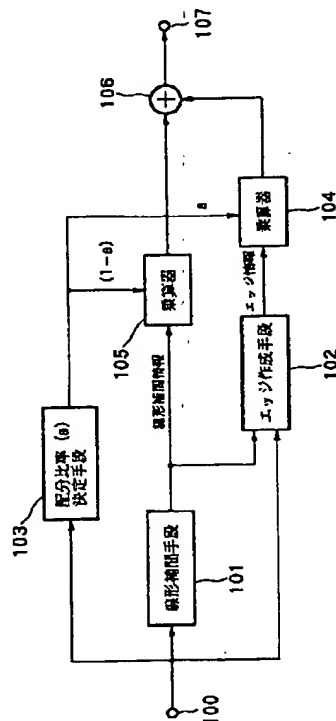 103
配分比率 (a)
決定手段
(1-a)
a
105
乗算器
106
+
107
100
101
線形補間手段
線形補間情報
102
エッジ作成手段
エッジ情報
104
乗算器